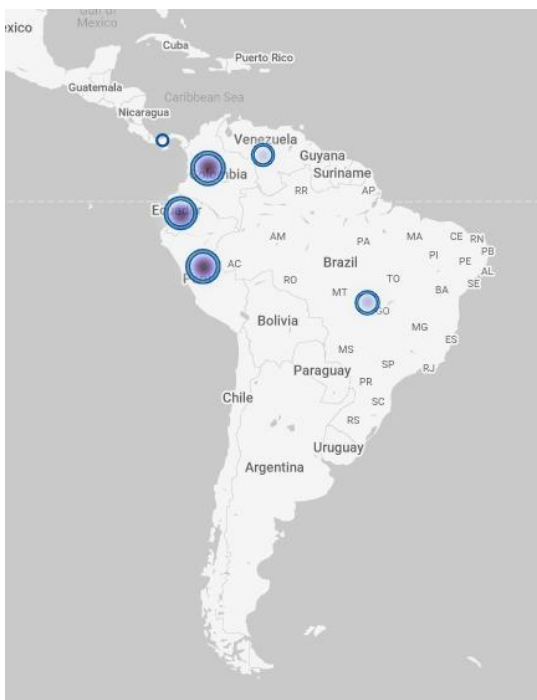 Gulf of
Mexico
exico
Cuba
Puerto Rico
Guatemala
Caribbean Sea
Nicaragua
Venezuela
Guyana
Suriname
RR
AP
AM
PA
MA
CE
RN
PB
PI
PE
AL
AC
Brazil
RO
TO
SE
MT
BA
GO
Bolivia
MG
ES
MS
SP
RJ
Paraguay
PR
Chile
SC
RS
Uruguay
Argentina